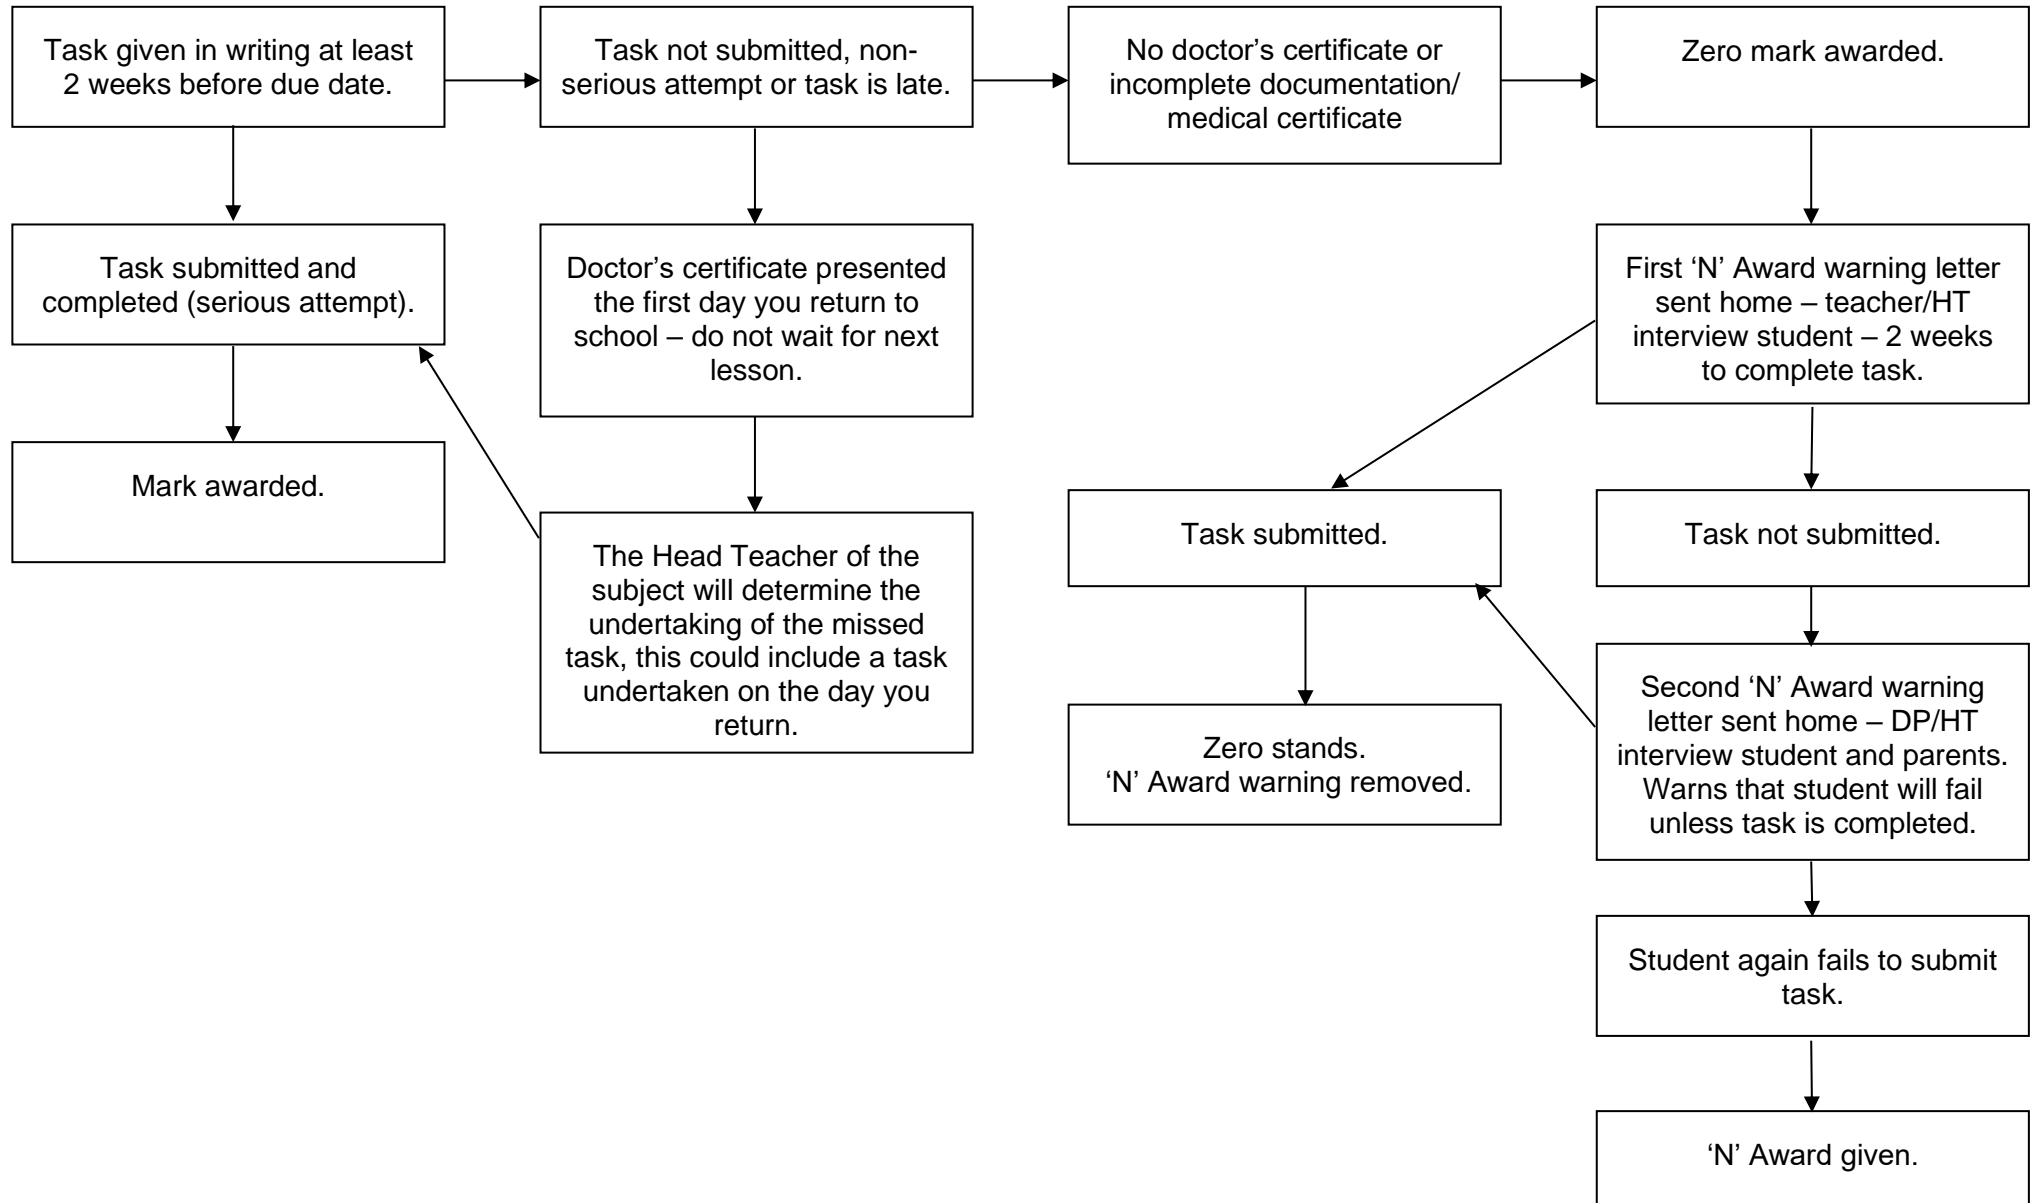 Task given in writing at least
2 weeks before due date.
Task not submitted, non-
serious attempt or task is late.
No doctor’s certificate or
incomplete documentation/
medical certificate
Zero mark awarded.
Task submitted and
completed (serious attempt).
Doctor’s certificate presented
the first day you return to
school – do not wait for next
lesson.
First ‘N’ Award warning letter
sent home – teacher/HT
interview student – 2 weeks
to complete task.
Mark awarded.
The Head Teacher of the
subject will determine the
undertaking of the missed
task, this could include a task
undertaken on the day you
return.
Task submitted.
Task not submitted.
Zero stands.
‘N’ Award warning removed.
Second ‘N’ Award warning
letter sent home – DP/HT
interview student and parents.
Warns that student will fail
unless task is completed.
Student again fails to submit
task.
‘N’ Award given.